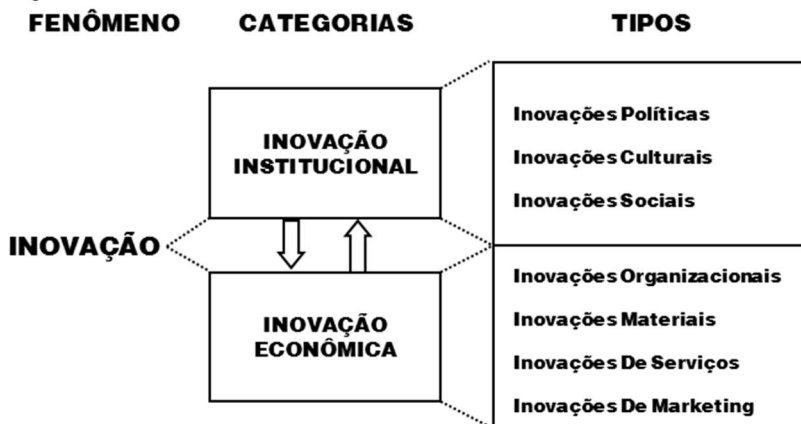 FENÔMENO CATEGORIAS TIPOS
INOVAÇÃO
INSTITUCIONAL
Inovações Políticas
Inovações Culturais
Inovações Sociais
INOVAÇÃO
INOVAÇÃO
ECONÔMICA
Inovações Organizacionais
Inovações Materiais
Inovações De Serviços
Inovações De Marketing